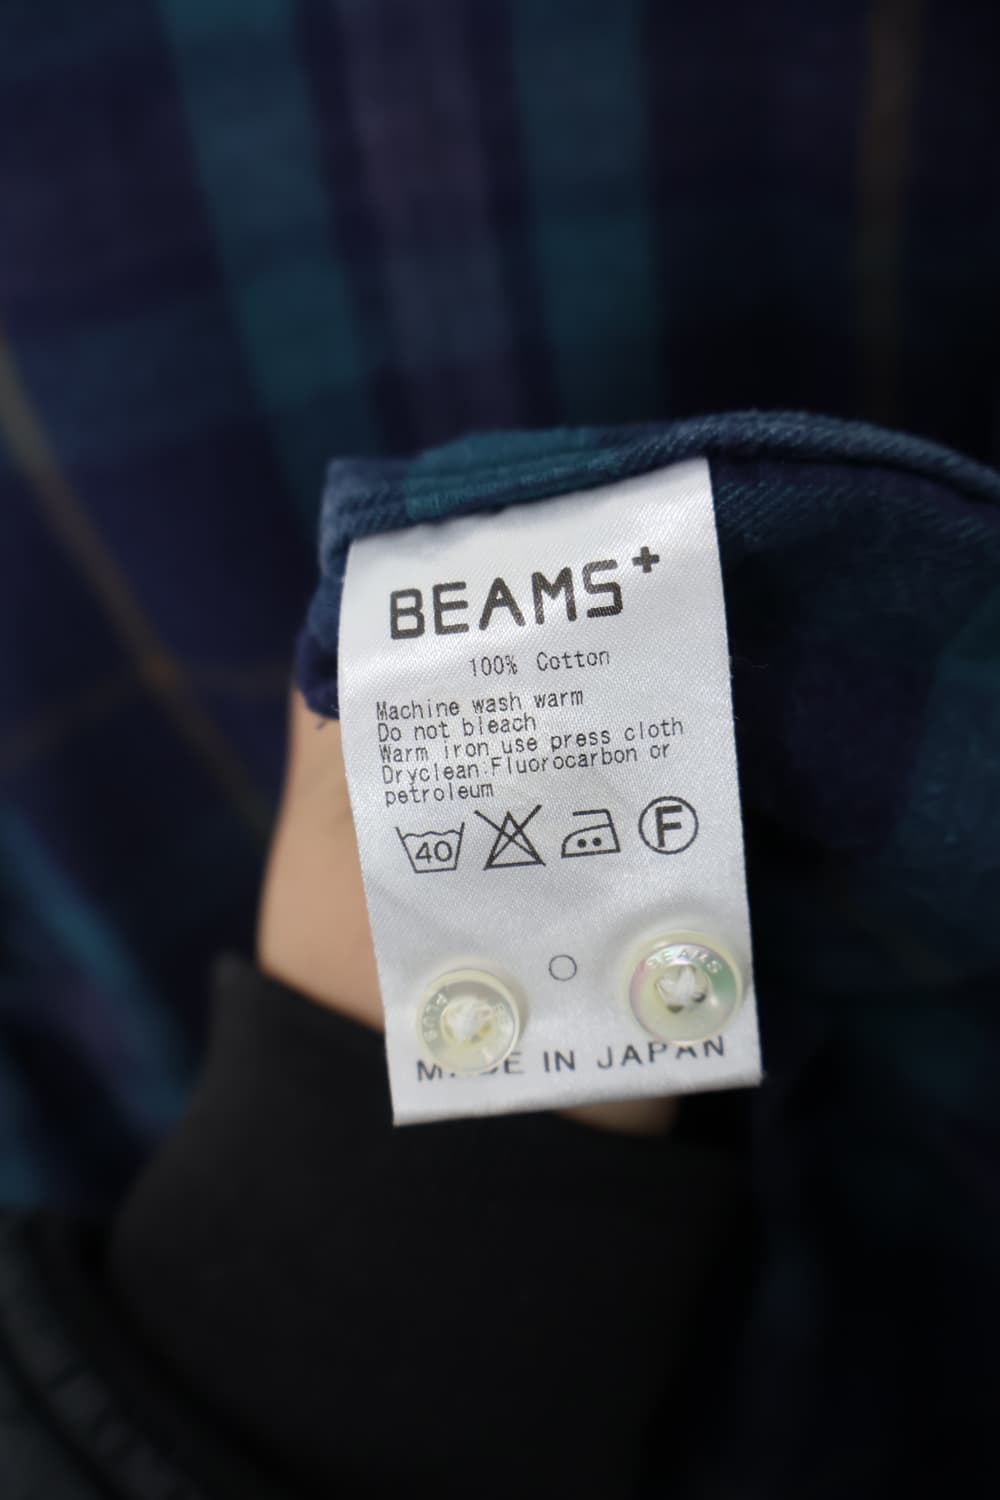 BEAMS+
100% Cotton
Machine wash warm
Do not bleach
Warm iron use press cloth
Dryclean.Fluorocarbon or
petroleum
40 F
BEAMS
PLUS
MADE IN JAPAN